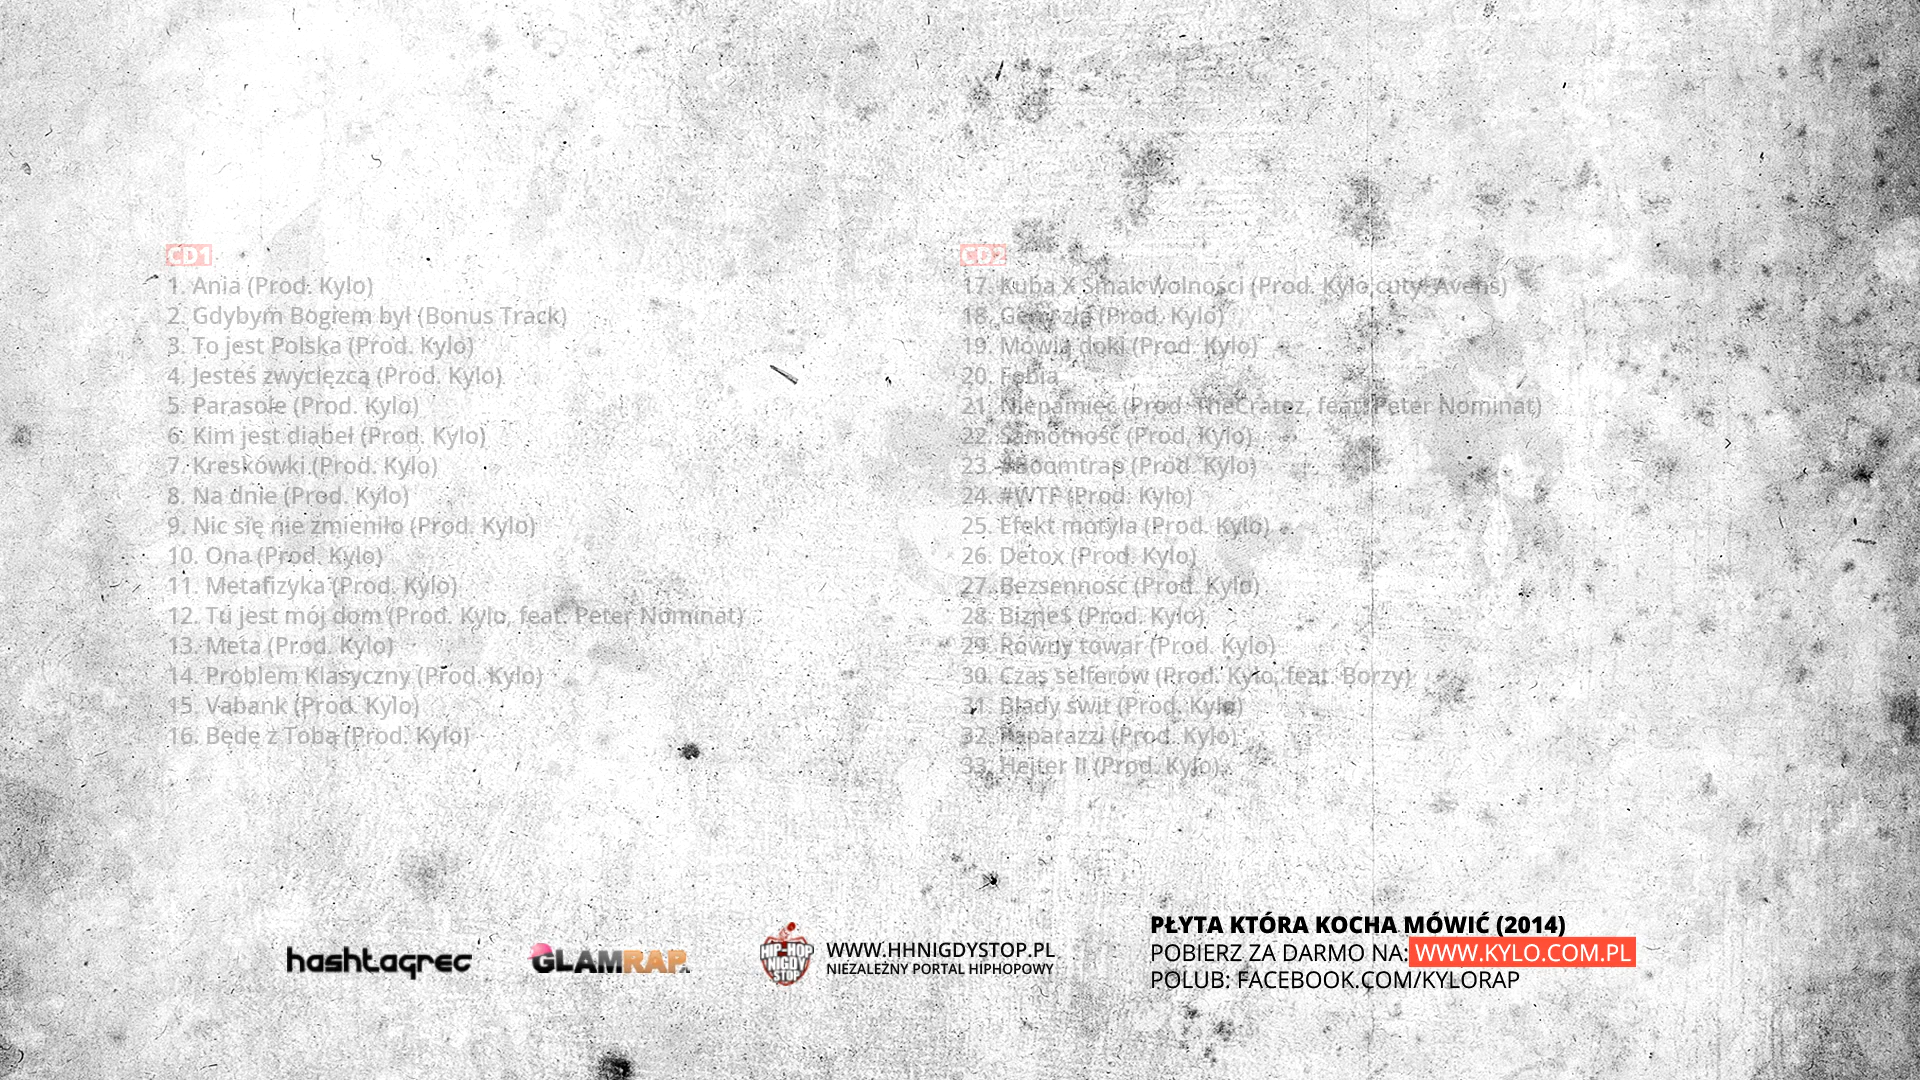 CD1
1. Ania (Prod. Kylo)
2. Gdybym Bogiem był (Bonus Track)
3. To jest Polska (Prod. Kylo)
4. Jesteś zwycięzcą (Prod. Kylo)
5. Parasole (Prod. Kylo)
6. Kim jest diabeł (Prod. Kylo)
7. Kreskówki (Prod. Kylo)
8. Na dnie (Prod. Kylo)
9. Nic się nie zmieniło (Prod. Kylo)
10. Ona (Prod. Kylo)
11. Metafizyka (Prod. Kylo)
12. Tu jest mój dom (Prod. Kylo, feat. Peter Nominat)
13. Meta (Prod. Kylo)
14. Problem Klasyczny (Prod. Kylo)
15. Vabank (Prod. Kylo)
16. Będę z Tobą (Prod. Kylo)
CD2
17. Kuba X Smak wolności (Prod. Kylo,cuty: Avens)
18. Geny zła (Prod. Kylo)
19. Mówią doki (Prod. Kylo)
20. Fobia
21. Niepamięć (Prod. TheCratez, feat. Peter Nominat)
22. Samotność (Prod. Kylo)
23. #Boomtrap (Prod. Kylo)
24. #WTF (Prod. Kylo)
25. Efekt motyla (Prod. Kylo)
26. Detox (Prod. Kylo)
27. Bezsenność (Prod. Kylo)
28. Bizne$ (Prod. Kylo)
29. Równy towar (Prod. Kylo)
30. Czas selferów (Prod. Kylo, feat. Borzy)
31. Blady świt (Prod. Kylo)
32. Paparazzi (Prod. Kylo)
33. Hejter II (Prod. Kylo)
hashtagrec
GLAMRAP.PL
HIP-HOP
NIGDY
STOP
WWW.HHNIGDYSTOP.PL
NIEZALEŻNY PORTAL HIPHOPOWY
PŁYTA KTÓRA KOCHA MÓWIĆ (2014)
POBIERZ ZA DARMO NA: WWW.KYLO.COM.PL
POLUB: FACEBOOK.COM/KYLORAP